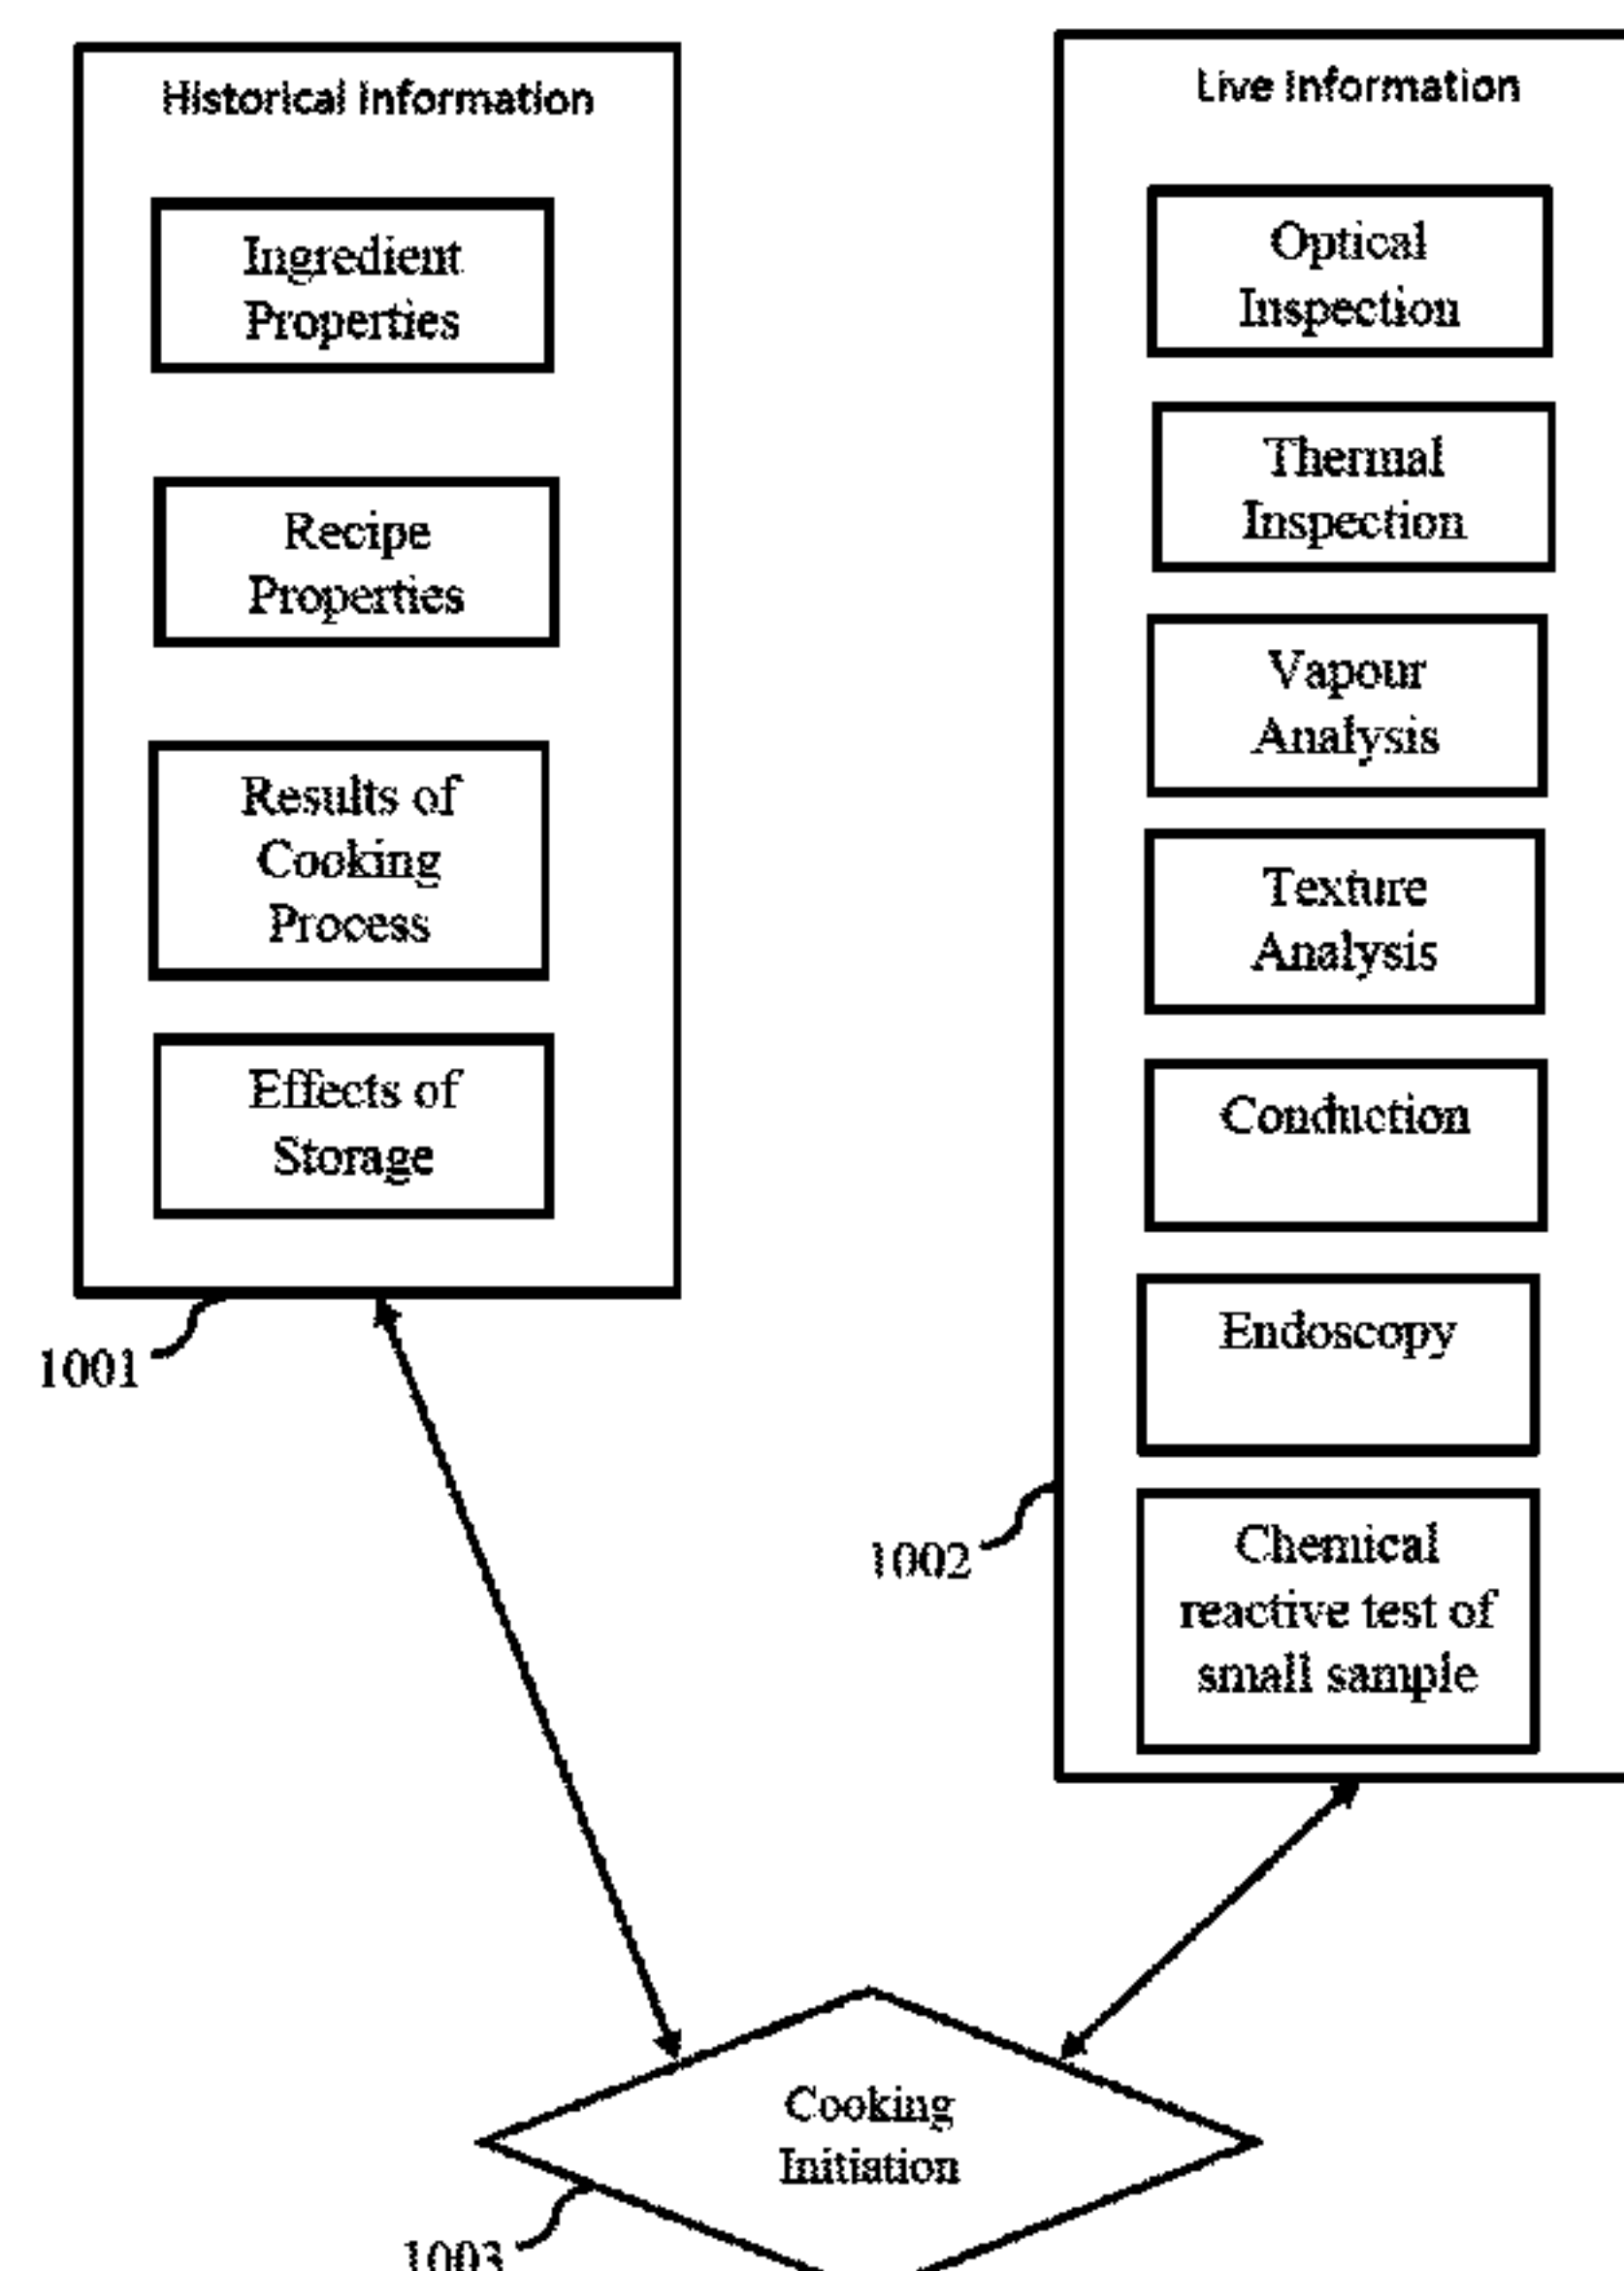 Historical Information
Ingredient
Properties
Recipe
Properties
Results of
Cooking
Process
Effects of
Storage
1001
Live Information
Optical
Inspection
Thermal
Inspection
Vapour
Analysis
Texture
Analysis
Conduction
Endoscopy
Chemical
reactive test of
small sample
1002
Cooking
Initiation
1003